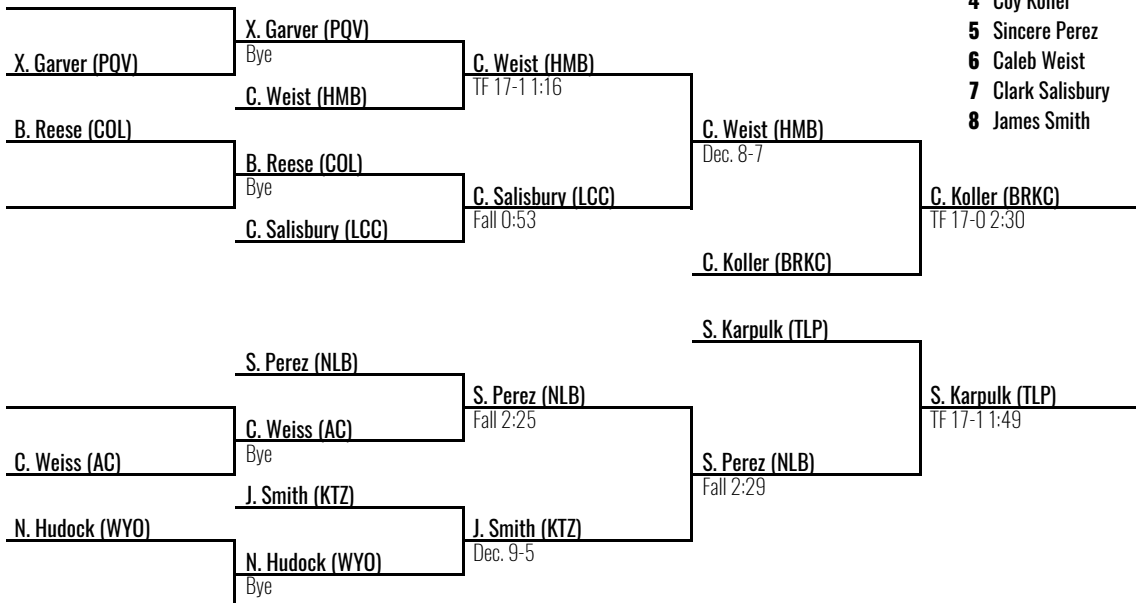 X. Garver (PQV)
B. Reese (COL)
C. Weiss (AC)
N. Hudock (WYO)
X. Garver (PQV)
Bye
C. Weist (HMB)
B. Reese (COL)
Bye
C. Salisbury (LCC)
S. Perez (NLB)
C. Weiss (AC)
Bye
J. Smith (KTZ)
N. Hudock (WYO)
Bye
C. Weist (HMB)
TF 17-1 1:16
C. Salisbury (LCC)
Fall 0:53
S. Perez (NLB)
Fall 2:25
J. Smith (KTZ)
Dec. 9-5
C. Weist (HMB)
Dec. 8-7
C. Koller (BRKC)
S. Karpulk (TLP)
S. Perez (NLB)
Fall 2:29
C. Koller (BRKC)
TF 17-0 2:30
S. Karpulk (TLP)
TF 17-1 1:49
4 Coy Koller
5 Sincere Perez
6 Caleb Weist
7 Clark Salisbury
8 James Smith